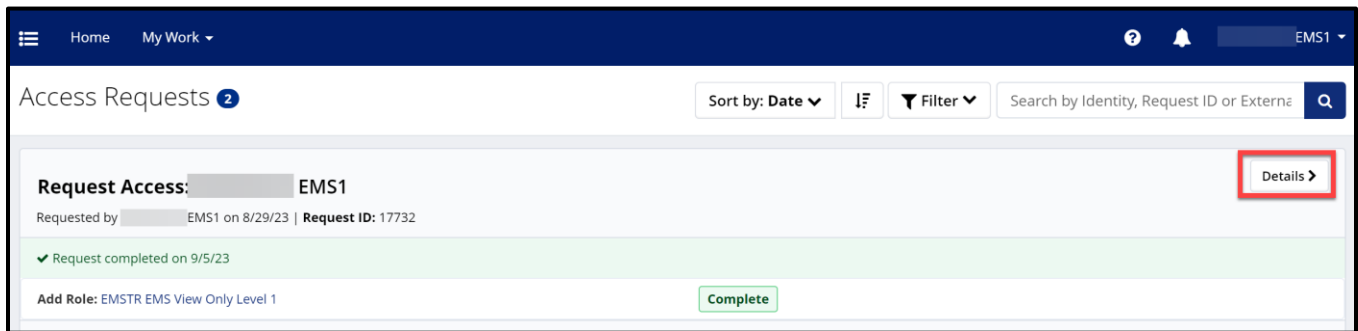 Home My Work EMS1
Access Requests 2 Sort by: Date Filter Search by Identity, Request ID or Externa
Request Access: EMS1 Details
Requested by EMS1 on 8/29/23 | Request ID: 17732
Request completed on 9/5/23
Add Role: EMSTR EMS View Only Level 1 Complete